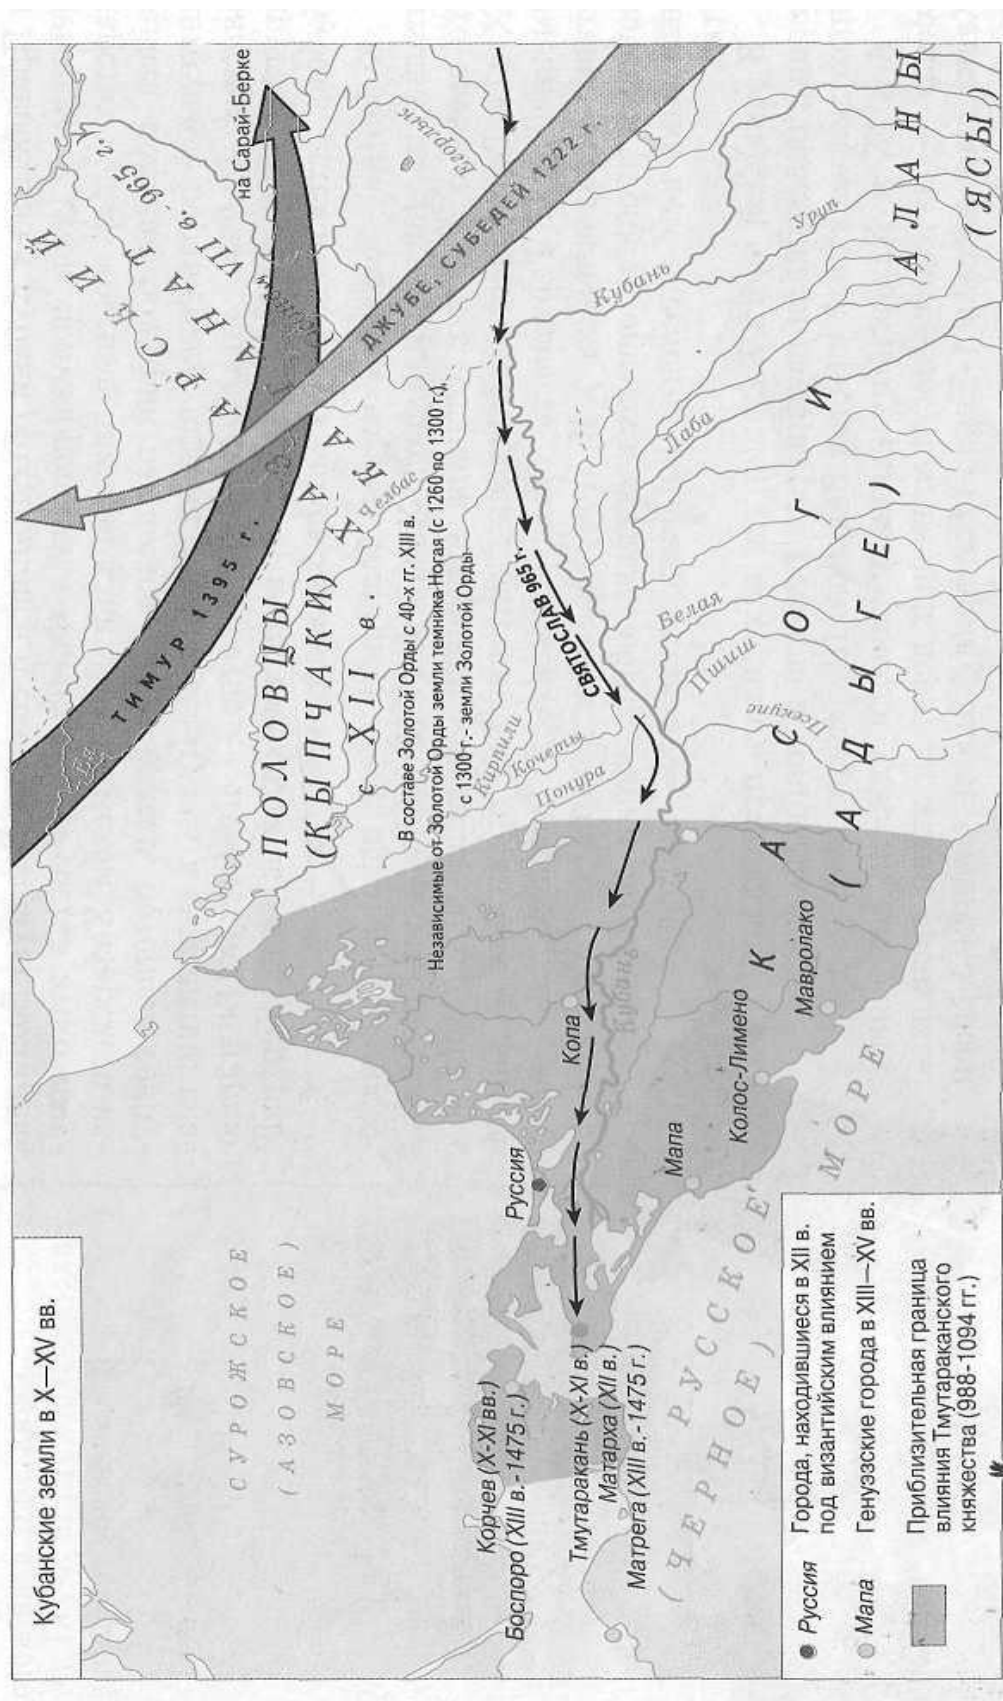 Кубанские земли в X—XV вв.
СУРОЖСКОЕ
(АЗОВСКОЕ)
МОРЕ
на Сарай-Берке
ХАЗАРСКИЙ
КАГАНАТ
VII в. - 965 г.
ТИМУР 1395 г.
ДЖУБЕ, СУБЕДЕЙ 1222 г.
Егорлык
ПОЛОВЦЫ
(КЫПЧАКИ)
с XII в.
Челбас
В составе Золотой Орды с 40-х гг. XIII в.
Независимые от Золотой Орды земли темника Ногая (с 1260 по 1300 г.),
с 1300 г.- земли Золотой Орды
Кирпили
Кочеты
Понура
СВЯТОСЛАВ 965 г.
Кубань
Уруп
Лаба
Белая
Пшиш
Псекупс
АЛАНЫ
(ЯСЫ)
КАСОГИ
(АДЫГЕ)
Кубань
Копа
Руссия
Корчев (X-XI вв.)
Боспоро (XIII в.-1475 г.)
Тмутаракань (X-XI в.)
Матарха (XII в.)
Матрега (XIII в.-1475 г.)
Мапа
Колос-Лимено
Мавролако
РУССКОЕ
(ЧЕРНОЕ)
МОРЕ
Руссия Города, находившиеся в XII в.
под византийским влиянием
Мапа Генуэзские города в XIII—XV вв.
Приблизительная граница
влияния Тмутараканского
княжества (988-1094 гг.)